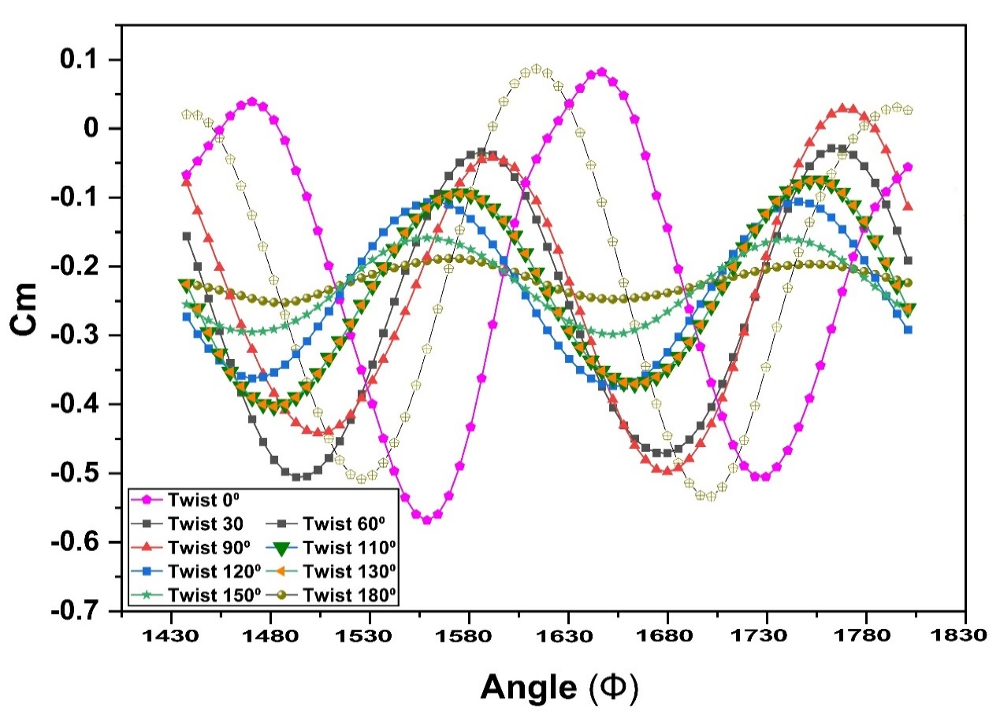 0.1
0
-0.1
-0.2
-0.3
-0.4
-0.5
-0.6
-0.7
Cm
Twist 0º
Twist 30 Twist 60º
Twist 90º Twist 110º
Twist 120º Twist 130º
Twist 150º Twist 180º
1430 1480 1530 1580 1630 1680 1730 1780 1830
Angle (Φ)